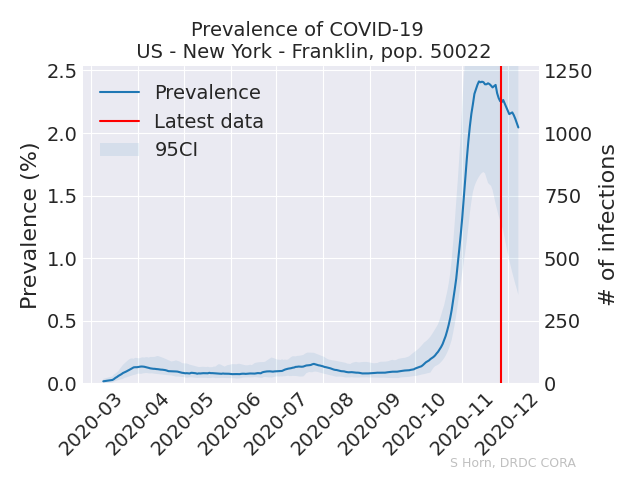 Prevalence of COVID-19
US - New York - Franklin, pop. 50022
2.5
2.0
1.5
1.0
0.5
0.0
Prevalence (%)
Prevalence
Latest data
95CI
1250
1000
750
500
250
0
# of infections
2020-03
2020-04
2020-05
2020-06
2020-07
2020-08
2020-09
2020-10
2020-11
2020-12
S Horn, DRDC CORA